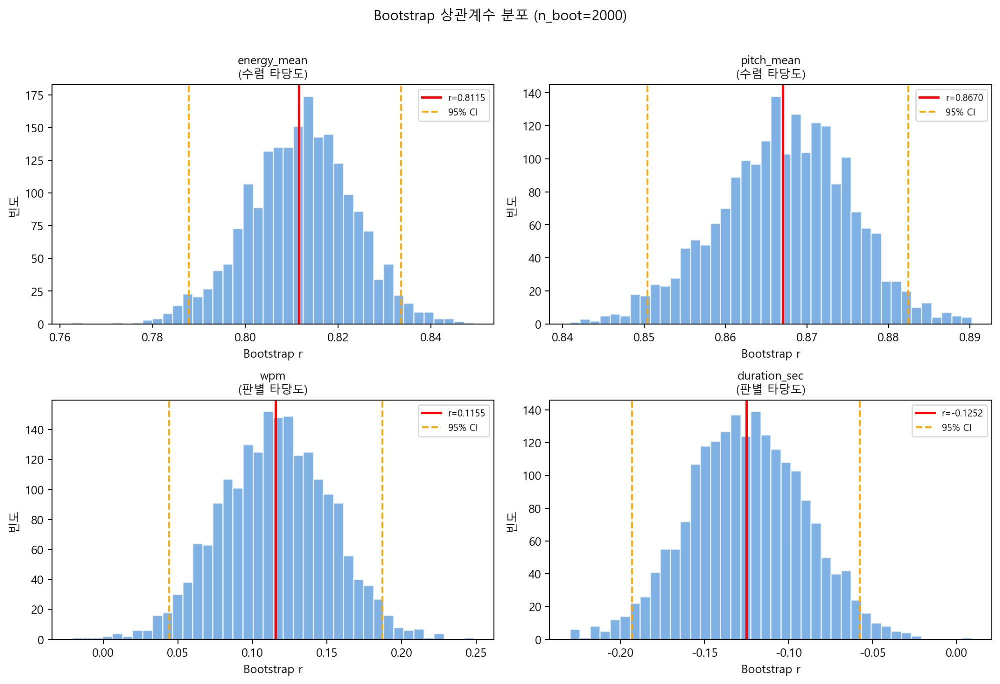 Bootstrap 상관계수 분포 (n_boot=2000)
energy_mean
(수렴 타당도)
r=0.8115
95% CI
빈도
175
150
125
100
75
50
25
0
0.76 0.78 0.80 0.82 0.84
Bootstrap r
pitch_mean
(수렴 타당도)
r=0.8670
95% CI
빈도
140
120
100
80
60
40
20
0
0.84 0.85 0.86 0.87 0.88 0.89
Bootstrap r
wpm
(판별 타당도)
r=0.1155
95% CI
빈도
140
120
100
80
60
40
20
0
0.00 0.05 0.10 0.15 0.20 0.25
Bootstrap r
duration_sec
(판별 타당도)
r=-0.1252
95% CI
빈도
140
120
100
80
60
40
20
0
-0.20 -0.15 -0.10 -0.05 0.00
Bootstrap r